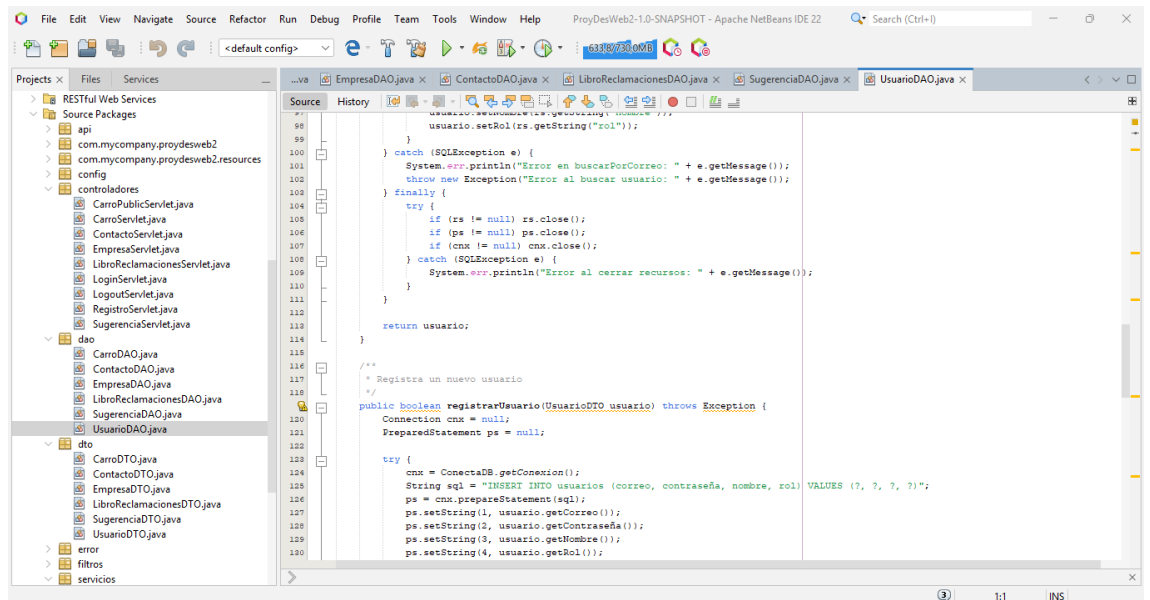 File Edit View Navigate Source Refactor Run Debug Profile Team Tools Window Help ProyDesWeb2-1.0-SNAPSHOT - Apache NetBeans IDE 22 Search (Ctrl+I)
<default config> 633,8/730,0MB
Projects Files Services
...va EmpresaDAO.java ContactoDAO.java LibroReclamacionesDAO.java SugerenciaDAO.java UsuarioDAO.java
Source History
RESTful Web Services
Source Packages
api
com.mycompany.proydesweb2
com.mycompany.proydesweb2.resources
config
controladores
CarroPublicServlet.java
CarroServlet.java
ContactoServlet.java
EmpresaServlet.java
LibroReclamacionesServlet.java
LoginServlet.java
LogoutServlet.java
RegistroServlet.java
SugerenciaServlet.java
dao
CarroDAO.java
ContactoDAO.java
EmpresaDAO.java
LibroReclamacionesDAO.java
SugerenciaDAO.java
UsuarioDAO.java
dto
CarroDTO.java
ContactoDTO.java
EmpresaDTO.java
LibroReclamacionesDTO.java
SugerenciaDTO.java
UsuarioDTO.java
error
filtros
servicios
97 usuario.setNombre(rs.getString("nombre"));
98 usuario.setRol(rs.getString("rol"));
99 }
100 } catch (SQLException e) {
101 System.err.println("Error en buscarPorCorreo: " + e.getMessage());
102 throw new Exception("Error al buscar usuario: " + e.getMessage());
103 } finally {
104 try {
105 if (rs != null) rs.close();
106 if (ps != null) ps.close();
107 if (cnx != null) cnx.close();
108 } catch (SQLException e) {
109 System.err.println("Error al cerrar recursos: " + e.getMessage());
110 }
111 }
112
113 return usuario;
114 }
115
116 /**
117 * Registra un nuevo usuario
118 */
public boolean registrarUsuario(UsuarioDTO usuario) throws Exception {
120 Connection cnx = null;
121 PreparedStatement ps = null;
122
123 try {
124 cnx = ConectaDB.getConexion();
125 String sql = "INSERT INTO usuarios (correo, contraseña, nombre, rol) VALUES (?, ?, ?, ?)";
126 ps = cnx.prepareStatement(sql);
127 ps.setString(1, usuario.getCorreo());
128 ps.setString(2, usuario.getContraseña());
129 ps.setString(3, usuario.getNombre());
130 ps.setString(4, usuario.getRol());
3 1:1 INS